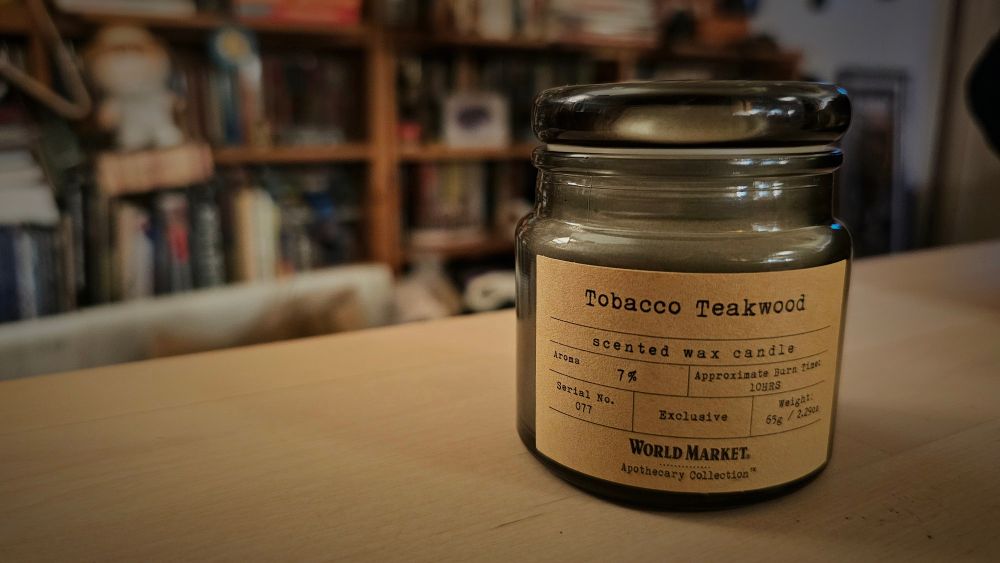 Tobacco Teakwood
scented wax candle
Aroma
7%
Approximate Burn Time:
10HRS
Serial No.
077
Exclusive
Weight:
65g / 2.29oz
WORLD MARKET®
Apothecary Collection™